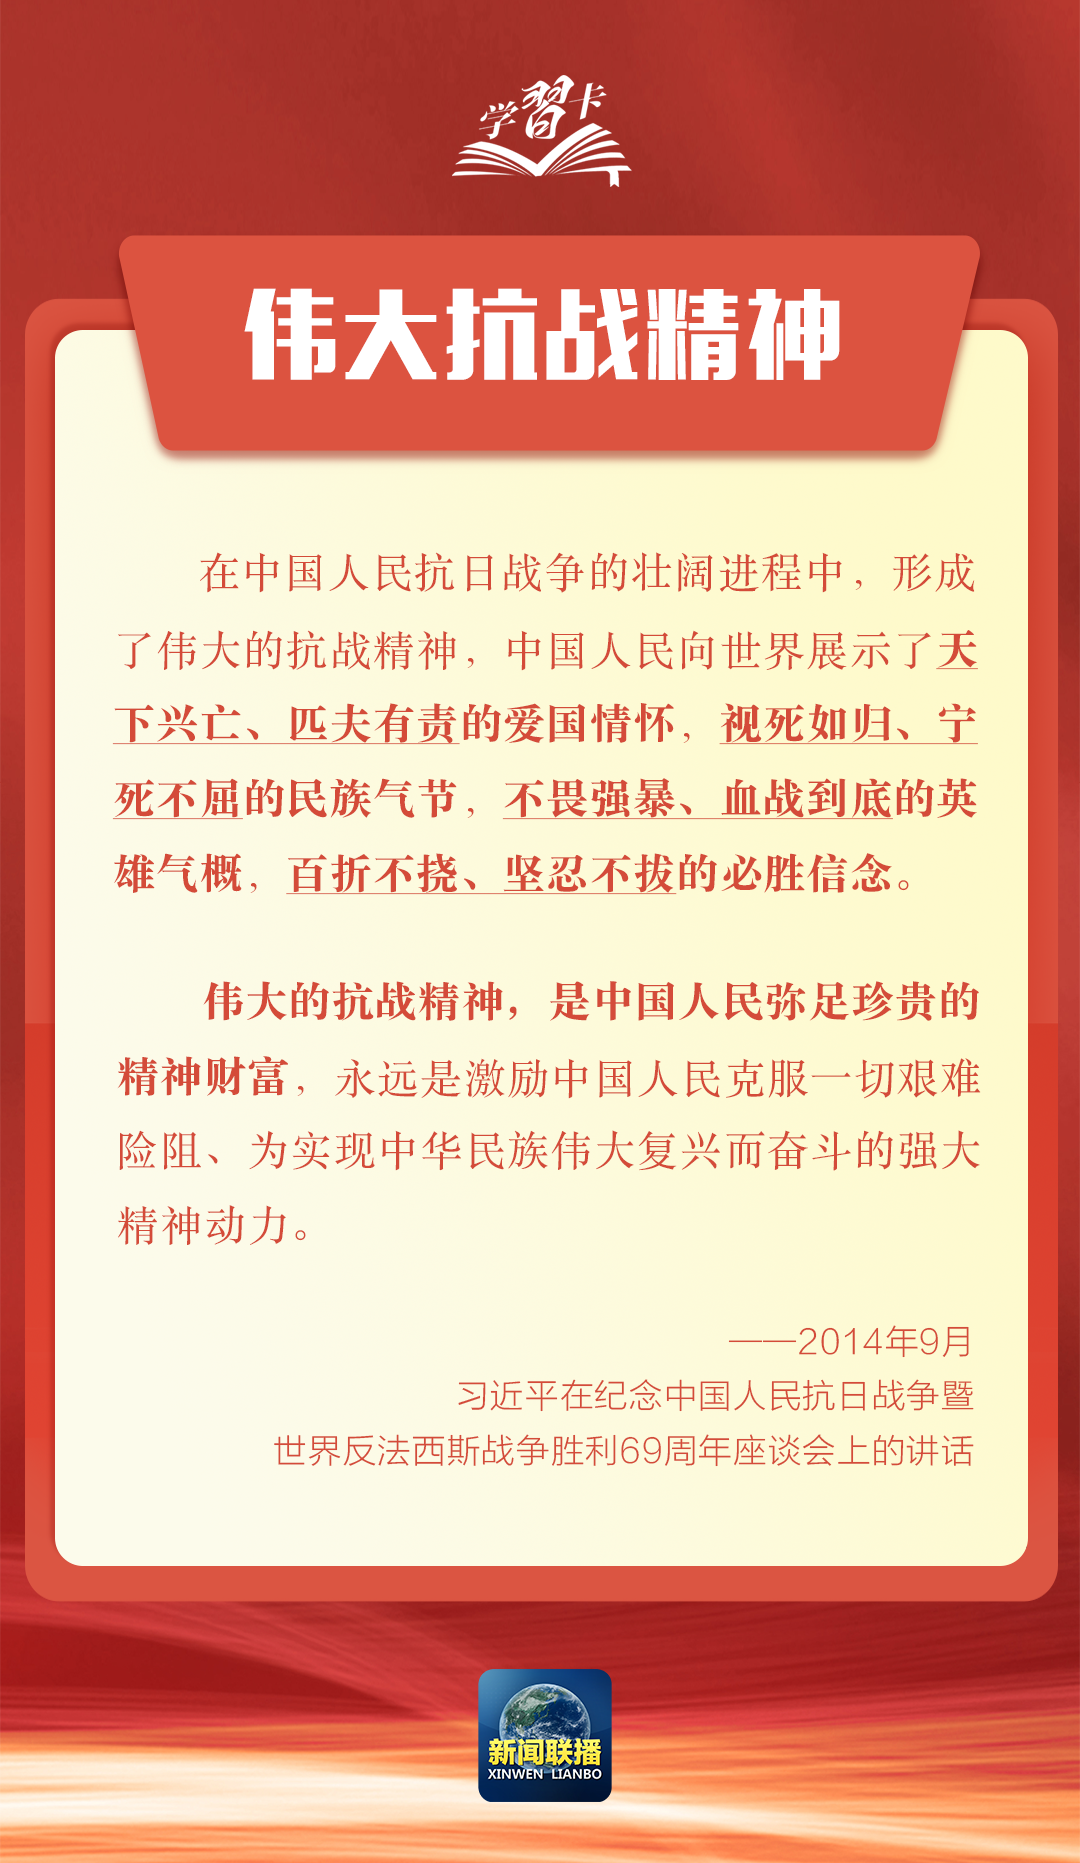 学習卡
伟大抗战精神
在中国人民抗日战争的壮阔进程中，形成
了伟大的抗战精神，中国人民向世界展示了天
下兴亡、匹夫有责的爱国情怀，视死如归、宁
死不屈的民族气节，不畏强暴、血战到底的英
雄气概，百折不挠、坚忍不拔的必胜信念。
伟大的抗战精神，是中国人民弥足珍贵的
精神财富，永远是激励中国人民克服一切艰难
险阻、为实现中华民族伟大复兴而奋斗的强大
精神动力。
——2014年9月
习近平在纪念中国人民抗日战争暨
世界反法西斯战争胜利69周年座谈会上的讲话
新闻联播
XINWEN LIANBO